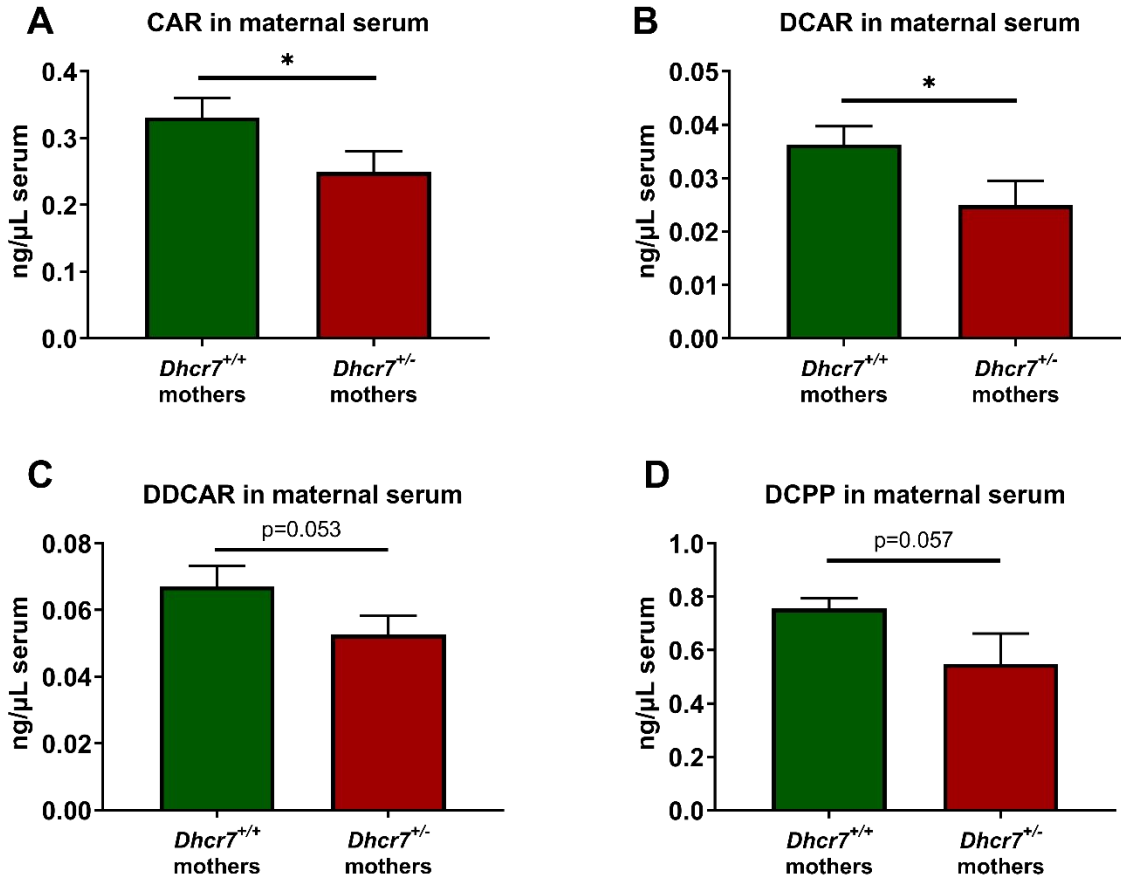 A
CAR in maternal serum
*
ng/µL serum
0.4
0.3
0.2
0.1
0.0
Dhcr7+/+
mothers
Dhcr7+/-
mothers
B
DCAR in maternal serum
*
ng/µL serum
0.05
0.04
0.03
0.02
0.01
0.00
Dhcr7+/+
mothers
Dhcr7+/-
mothers
C
DDCAR in maternal serum
p=0.053
ng/µL serum
0.08
0.06
0.04
0.02
0.00
Dhcr7+/+
mothers
Dhcr7+/-
mothers
D
DCPP in maternal serum
p=0.057
ng/µL serum
1.0
0.8
0.6
0.4
0.2
0.0
Dhcr7+/+
mothers
Dhcr7+/-
mothers